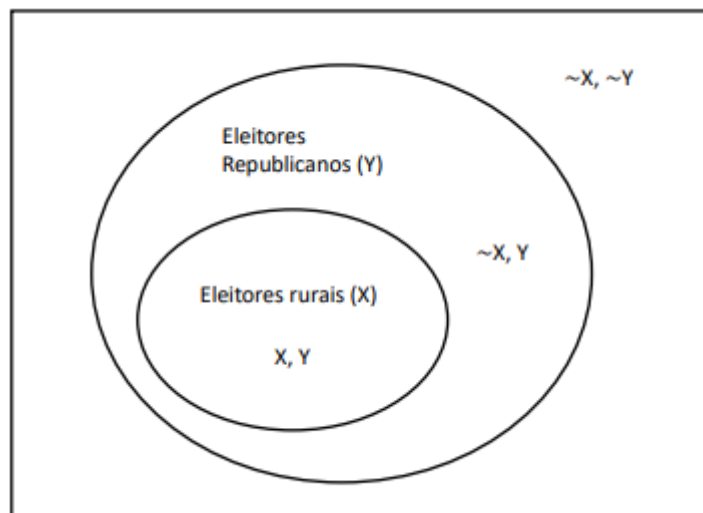 ~X, ~Y
Eleitores
Republicanos (Y)
~X, Y
Eleitores rurais (X)
X, Y